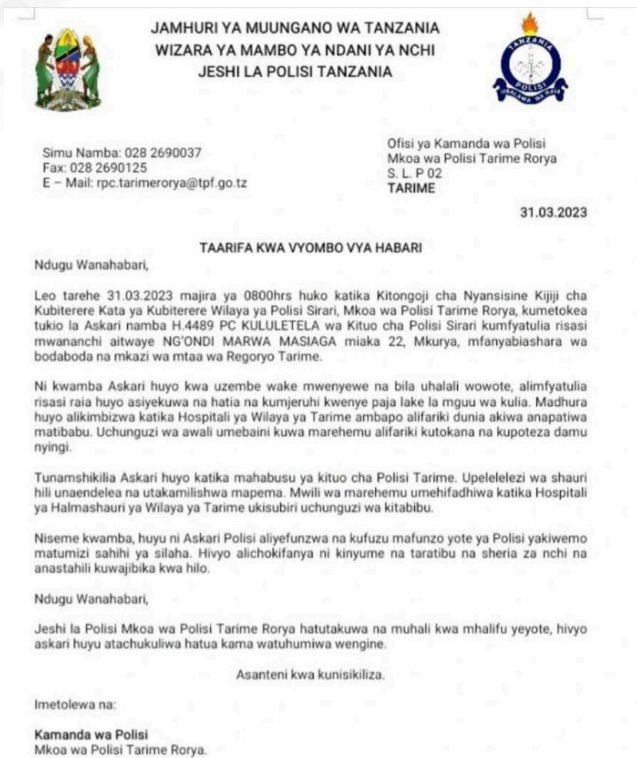 JAMHURI YA MUUNGANO WA TANZANIA
WIZARA YA MAMBO YA NDANI YA NCHI
JESHI LA POLISI TANZANIA
TANZANIA
POLISI
USALAMA WA RAIA
Simu Namba: 028 2690037
Fax: 028 2690125
E – Mail: rpc.tarimerorya@tpf.go.tz
Ofisi ya Kamanda wa Polisi
Mkoa wa Polisi Tarime Rorya
S. L. P 02
TARIME
31.03.2023
TAARIFA KWA VYOMBO VYA HABARI
Ndugu Wanahabari,
Leo tarehe 31.03.2023 majira ya 0800hrs huko katika Kitongoji cha Nyansisine Kijiji cha
Kubiterere Kata ya Kubiterere Wilaya ya Polisi Sirari, Mkoa wa Polisi Tarime Rorya, kumetokea
tukio la Askari namba H.4489 PC KULULETELA wa Kituo cha Polisi Sirari kumfyatulia risasi
mwananchi aitwaye NG'ONDI MARWA MASIAGA miaka 22, Mkurya, mfanyabiashara wa
bodaboda na mkazi wa mtaa wa Regoryo Tarime.
Ni kwamba Askari huyo kwa uzembe wake mwenyewe na bila uhalali wowote, alimfyatulia
risasi raia huyo asiyekuwa na hatia na kumjeruhi kwenye paja lake la mguu wa kulia. Madhura
huyo alikimbizwa katika Hospitali ya Wilaya ya Tarime ambapo alifariki dunia akiwa anapatiwa
matibabu. Uchunguzi wa awali umebaini kuwa marehemu alifariki kutokana na kupoteza damu
nyingi.
Tunamshikilia Askari huyo katika mahabusu ya kituo cha Polisi Tarime. Upelelelezi wa shauri
hili unaendelea na utakamilishwa mapema. Mwili wa marehemu umehifadhiwa katika Hospitali
ya Halmashauri ya Wilaya ya Tarime ukisubiri uchunguzi wa kitabibu.
Niseme kwamba, huyu ni Askari Polisi aliyefunzwa na kufuzu mafunzo yote ya Polisi yakiwemo
matumizi sahihi ya silaha. Hivyo alichokifanya ni kinyume na taratibu na sheria za nchi na
anastahili kuwajibika kwa hilo.
Ndugu Wanahabari,
Jeshi la Polisi Mkoa wa Polisi Tarime Rorya hatutakuwa na muhali kwa mhalifu yeyote, hivyo
askari huyu atachukuliwa hatua kama watuhumiwa wengine.
Asanteni kwa kunisikiliza.
Imetolewa na:
Kamanda wa Polisi
Mkoa wa Polisi Tarime Rorya.